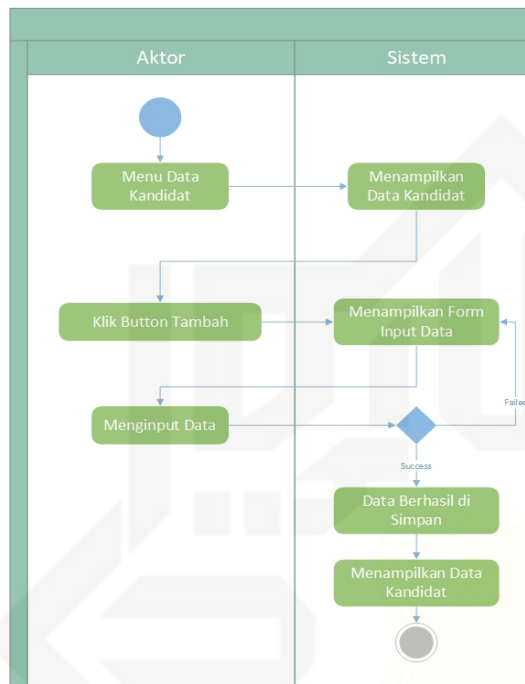 Aktor
Sistem
Menu Data
Kandidat
Menampilkan
Data Kandidat
Klik Button Tambah
Menampilkan Form
Input Data
Menginput Data
Failed
Success
Data Berhasil di
Simpan
Menampilkan Data
Kandidat